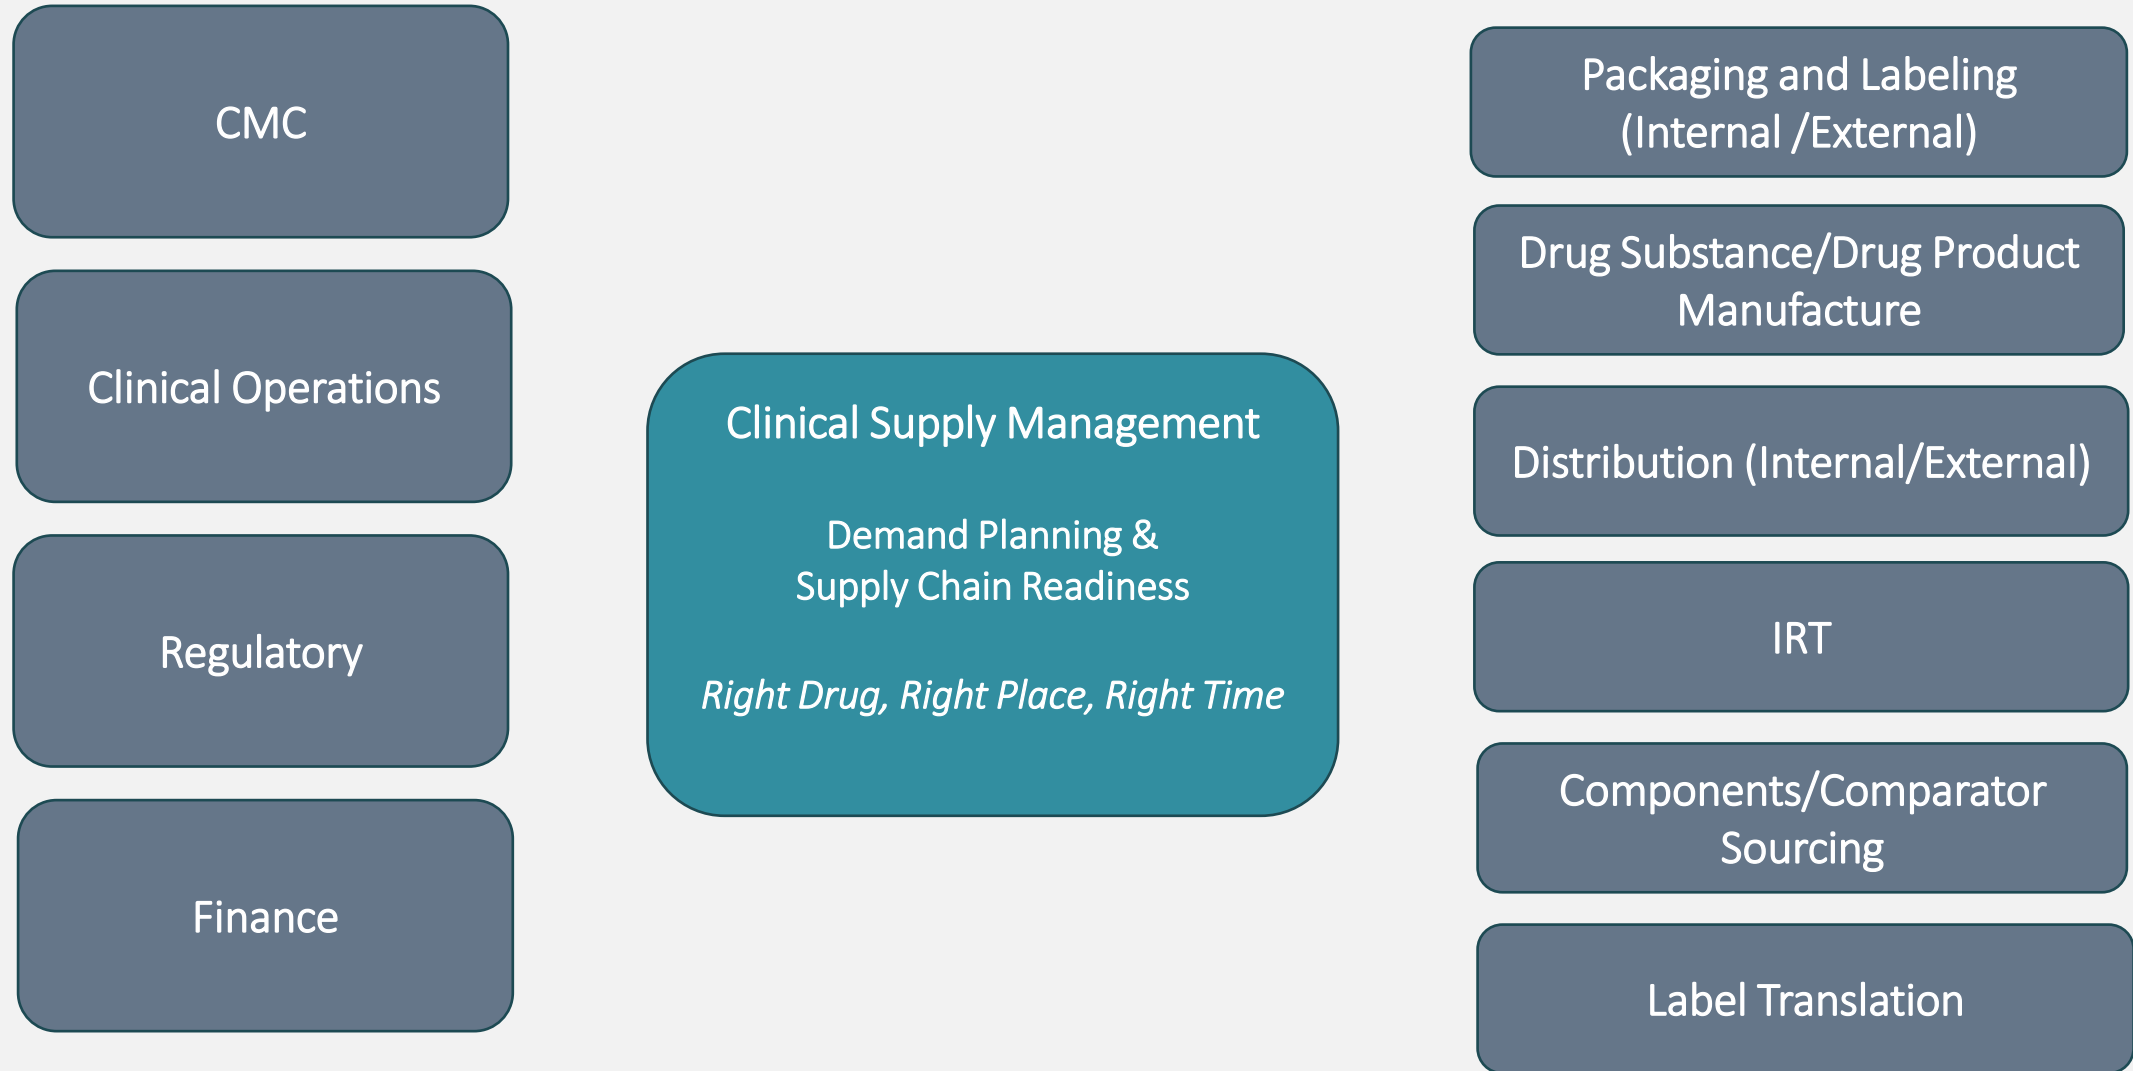 CMC
Clinical Operations
Regulatory
Finance
Clinical Supply Management
Demand Planning &
Supply Chain Readiness
Right Drug, Right Place, Right Time
Packaging and Labeling
(Internal /External)
Drug Substance/Drug Product
Manufacture
Distribution (Internal/External)
IRT
Components/Comparator
Sourcing
Label Translation